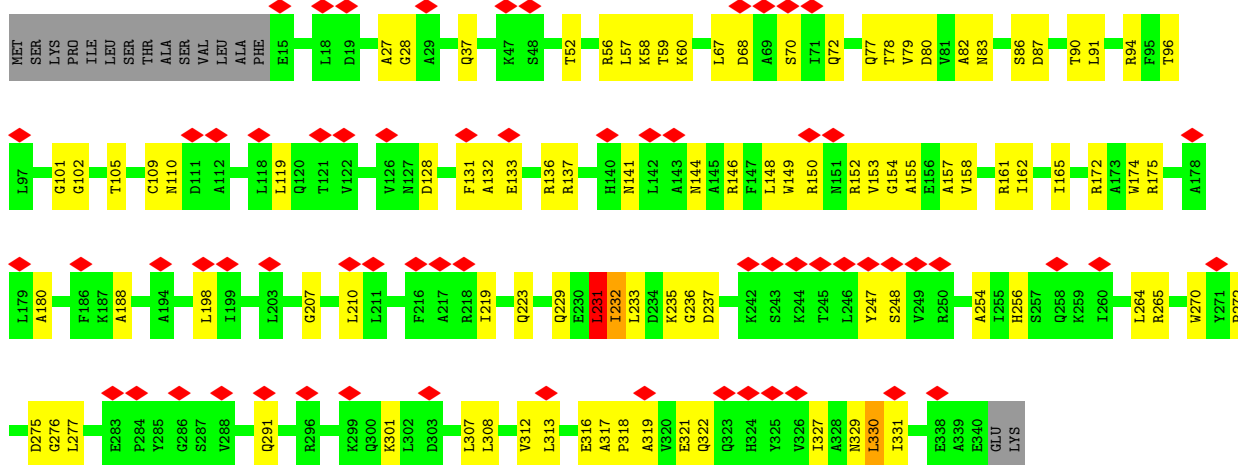 MET SER LYS PRO ILE LEU SER THR ALA SER VAL LEU ALA PHE E15 L18 D19 A27 G28 A29 Q37 K47 S48 T52 R56 L57 K58 T59 K60 L67 D68 A69 S70 I71 Q72 Q77 T78 V79 D80 V81 A82 N83 S86 D87 T90 L91 R94 F95 T96
L97 G101 G102 T105 C109 N110 D111 A112 L118 L119 Q120 T121 V122 V126 N127 D128 F131 A132 E133 R136 R137 H140 N141 L142 A143 N144 A145 R146 F147 L148 W149 R150 N151 R152 V153 G154 A155 E156 A157 V158 R161 I162 I165 R172 A173 W174 R175 A178
L179 A180 F186 K187 A188 A194 L198 I199 L203 G207 L210 L211 F216 A217 R218 I219 Q223 Q229 E230 L231 I232 L233 D234 K235 G236 D237 K242 S243 K244 T245 L246 Y247 S248 V249 R250 A254 I255 H256 S257 Q258 K259 I260 L264 R265 W270 Y271
D275 G276 L277 E283 P284 Y285 G286 S287 V288 Q291 R296 K299 Q300 K301 L302 D303 L307 L308 V312 L313 E316 A317 P318 A319 V320 E321 Q322 Q323 H324 Y325 V326 I327 A328 N329 L330 I331 E338 A339 E340 GLU LYS